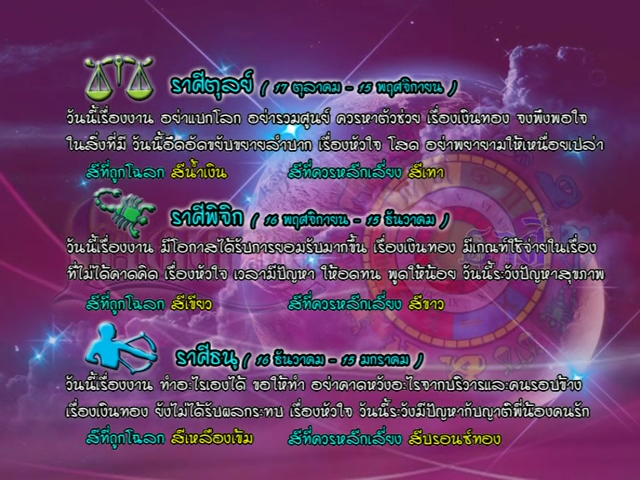 ราศีตุลย์ ( 17 ตุลาคม - 15 พฤศจิกายน )
วันนี้เรื่องงาน อย่าแบกโลก อย่ารวมศูนย์ ควรหาตัวช่วย เรื่องเงินทอง จงพึงพอใจ
ในสิ่งที่มี วันนี้อึดอัดขยับขยายลำบาก เรื่องหัวใจ โสด อย่าพยายามให้เหนื่อยเปล่า
สีที่ถูกโฉลก สีน้ำเงิน สีที่ควรหลีกเลี่ยง สีเทา
ราศีพิจิก ( 16 พฤศจิกายน - 15 ธันวาคม )
วันนี้เรื่องงาน มีโอกาสได้รับการยอมรับมากขึ้น เรื่องเงินทอง มีเกณฑ์ใช้จ่ายในเรื่อง
ที่ไม่ได้คาดคิด เรื่องหัวใจ เวลามีปัญหา ให้อดทน พูดให้น้อย วันนี้ระวังปัญหาสุขภาพ
สีที่ถูกโฉลก สีเขียว สีที่ควรหลีกเลี่ยง สีขาว
ราศีธนู ( 16 ธันวาคม - 15 มกราคม )
วันนี้เรื่องงาน ทำอะไรเองได้ ขอให้ทำ อย่าคาดหวังอะไรจากบริวารและคนรอบข้าง
เรื่องเงินทอง ยังไม่ได้รับผลกระทบ เรื่องหัวใจ วันนี้ระวังมีปัญหากับญาติพี่น้องคนรัก
สีที่ถูกโฉลก สีเหลืองเข้ม สีที่ควรหลีกเลี่ยง สีบรอนซ์ทอง